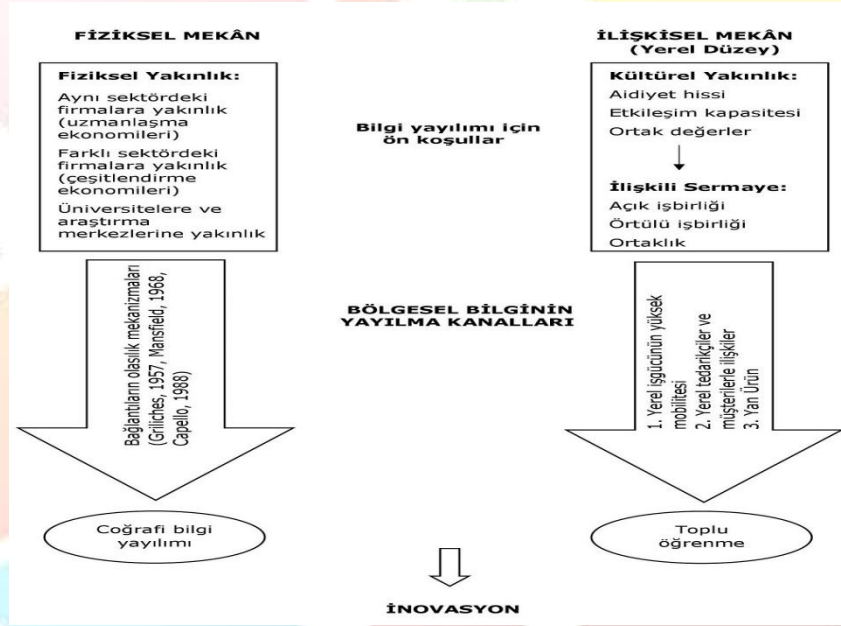 FİZİKSEL MEKÂN
Fiziksel Yakınlık:
Aynı sektördeki
firmalara yakınlık
(uzmanlaşma
ekonomileri)
Farklı sektördeki
firmalara yakınlık
(çeşitlendirme
ekonomileri)
Üniversitelere ve
araştırma
merkezlerine yakınlık
Bağlantıların olasılık mekanizmaları
(Griliches, 1957, Mansfield, 1968,
Capello, 1988)
Coğrafi bilgi
yayılımı
Bilgi yayılımı için
ön koşullar
BÖLGESEL BİLGİNİN
YAYILMA KANALLARI
İNOVASYON
İLİŞKİSEL MEKÂN
(Yerel Düzey)
Kültürel Yakınlık:
Aidiyet hissi
Etkileşim kapasitesi
Ortak değerler
İlişkili Sermaye:
Açık işbirliği
Örtülü işbirliği
Ortaklık
1. Yerel işgücünün yüksek
mobilitesi
2. Yerel tedarikçiler ve
müşterilerle ilişkiler
3. Yan Ürün
Toplu
öğrenme